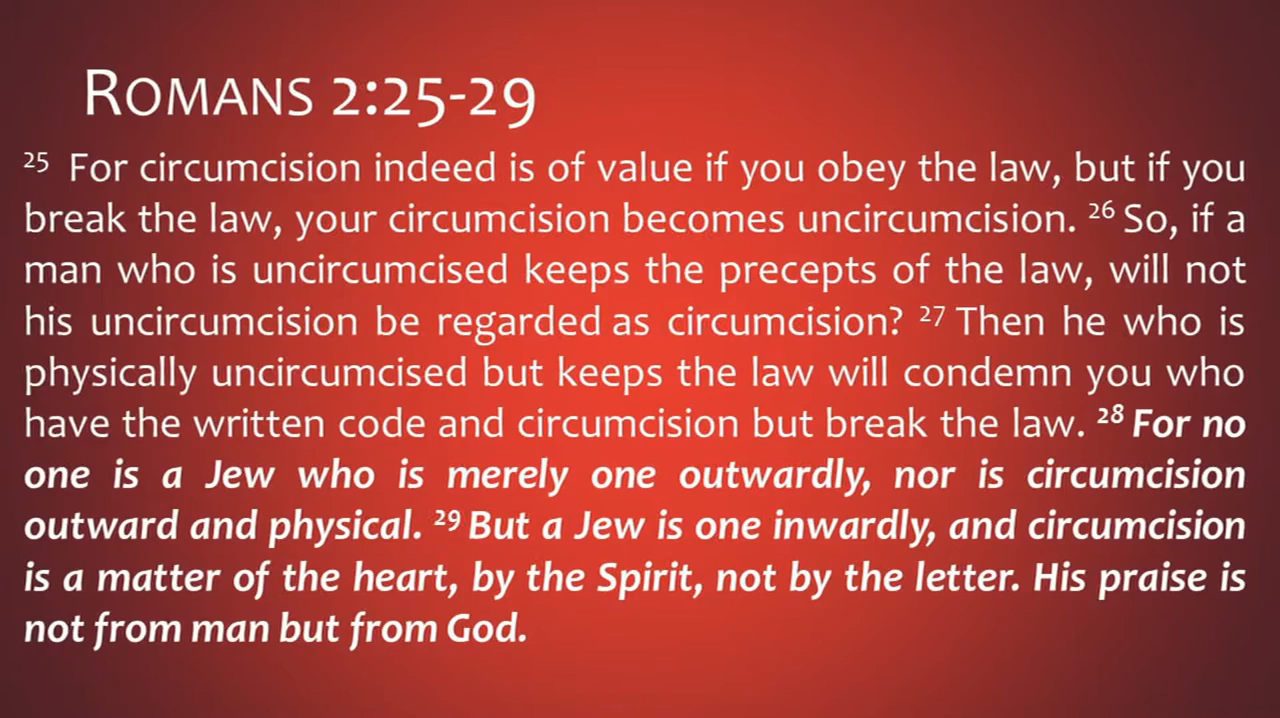 ROMANS 2:25-29
25 For circumcision indeed is of value if you obey the law, but if you
break the law, your circumcision becomes uncircumcision. 26 So, if a
man who is uncircumcised keeps the precepts of the law, will not
his uncircumcision be regarded as circumcision? 27 Then he who is
physically uncircumcised but keeps the law will condemn you who
have the written code and circumcision but break the law. 28 For no
one is a Jew who is merely one outwardly, nor is circumcision
outward and physical. 29 But a Jew is one inwardly, and circumcision
is a matter of the heart, by the Spirit, not by the letter. His praise is
not from man but from God.